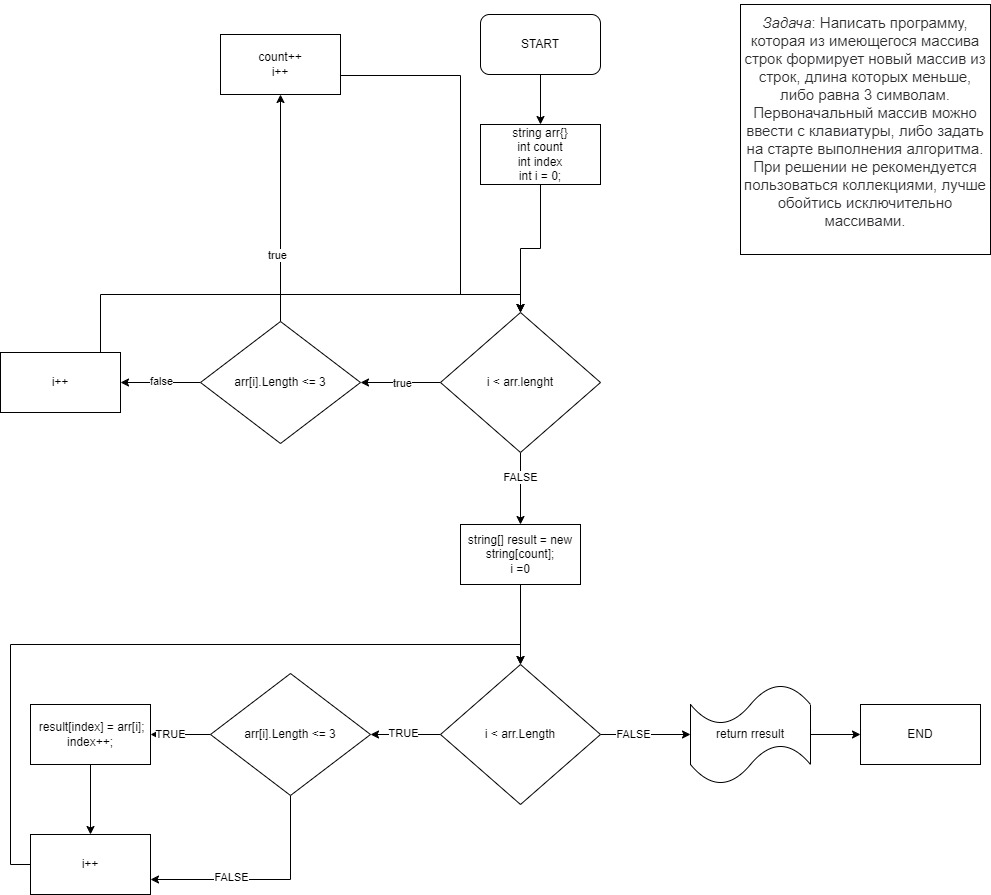 START
Задача: Написать программу,
которая из имеющегося массива
строк формирует новый массив из
строк, длина которых меньше,
либо равна 3 символам.
Первоначальный массив можно
ввести с клавиатуры, либо задать
на старте выполнения алгоритма.
При решении не рекомендуется
пользоваться коллекциями, лучше
обойтись исключительно
массивами.
count++
i++
string arr{}
int count
int index
int i = 0;
true
i++
false
arr[i].Length <= 3
true
i < arr.lenght
FALSE
string[] result = new
string[count];
i =0
result[index] = arr[i];
index++;
TRUE
arr[i].Length <= 3
TRUE
i < arr.Length
FALSE
return rresult
END
i++
FALSE